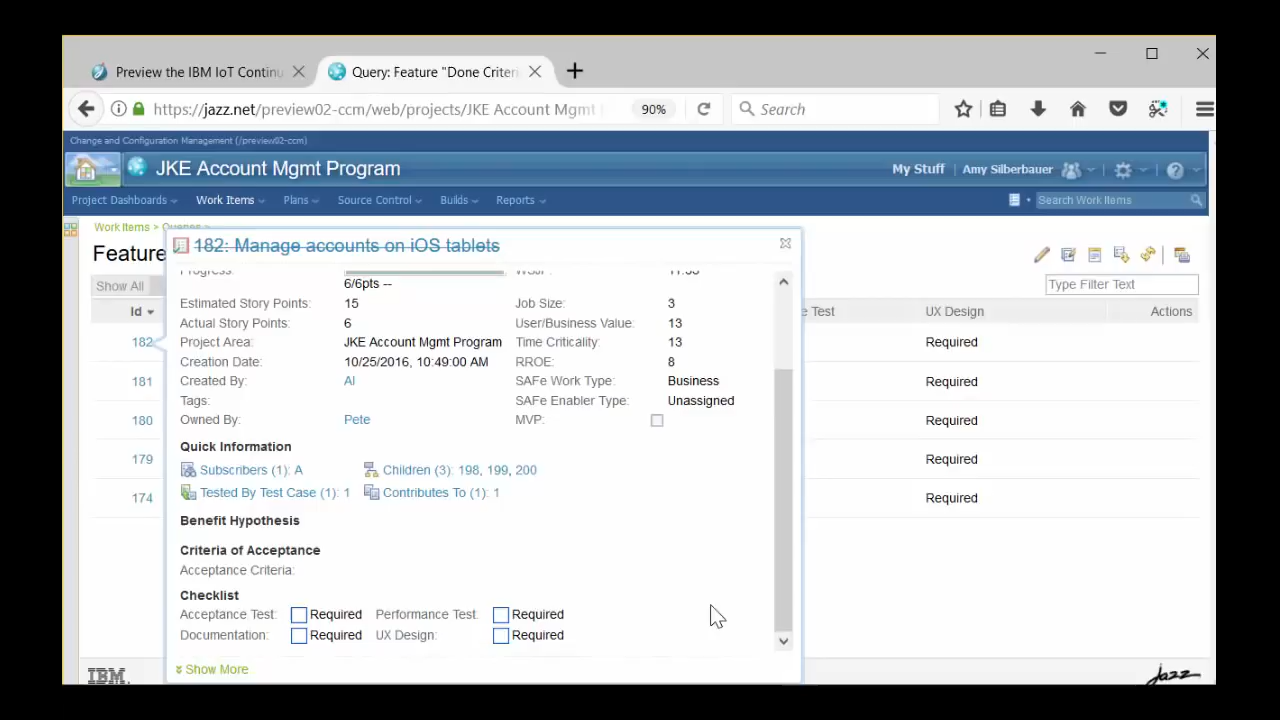 Preview the IBM IoT Continu
Query: Feature "Done Criteri
https://jazz.net/preview02-ccm/web/projects/JKE Account Mgmt
90%
Search
Change and Configuration Management (/preview02-ccm)
JKE Account Mgmt Program
My Stuff
Amy Silberbauer
Project Dashboards
Work Items
Plans
Source Control
Builds
Reports
Search Work Items
Work Items > Queries >
Feature
182: Manage accounts on iOS tablets
Type Filter Text
Show All
Id
e Test
UX Design
Actions
182
Required
181
Required
180
Required
179
Required
174
Required
Progress:
6/6pts --
WSJF:
Estimated Story Points: 15
Job Size: 3
Actual Story Points: 6
User/Business Value: 13
Project Area: JKE Account Mgmt Program
Time Criticality: 13
Creation Date: 10/25/2016, 10:49:00 AM
RROE: 8
Created By: Al
SAFe Work Type: Business
Tags:
SAFe Enabler Type: Unassigned
Owned By: Pete
MVP:
Quick Information
Subscribers (1): A
Children (3): 198, 199, 200
Tested By Test Case (1): 1
Contributes To (1): 1
Benefit Hypothesis
Criteria of Acceptance
Acceptance Criteria:
Checklist
Acceptance Test: Required
Performance Test: Required
Documentation: Required
UX Design: Required
Show More
IBM.
jazz